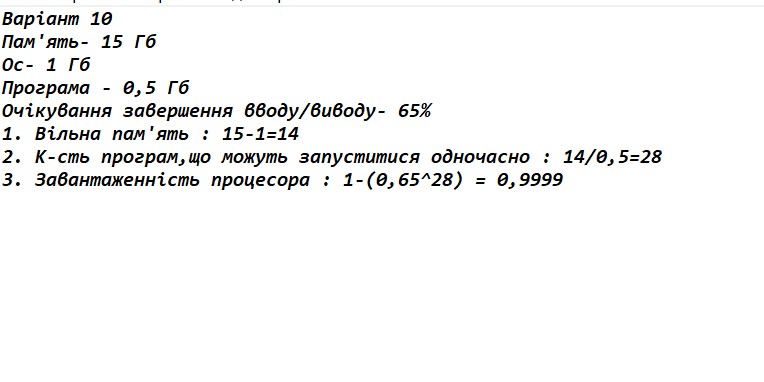 Варіант 10
Пам'ять- 15 Гб
Ос- 1 Гб
Програма - 0,5 Гб
Очікування завершення вводу/виводу- 65%
1. Вільна пам'ять : 15-1=14
2. К-сть програм,що можуть запуститися одночасно : 14/0,5=28
3. Завантаженність процесора : 1-(0,65^28) = 0,9999